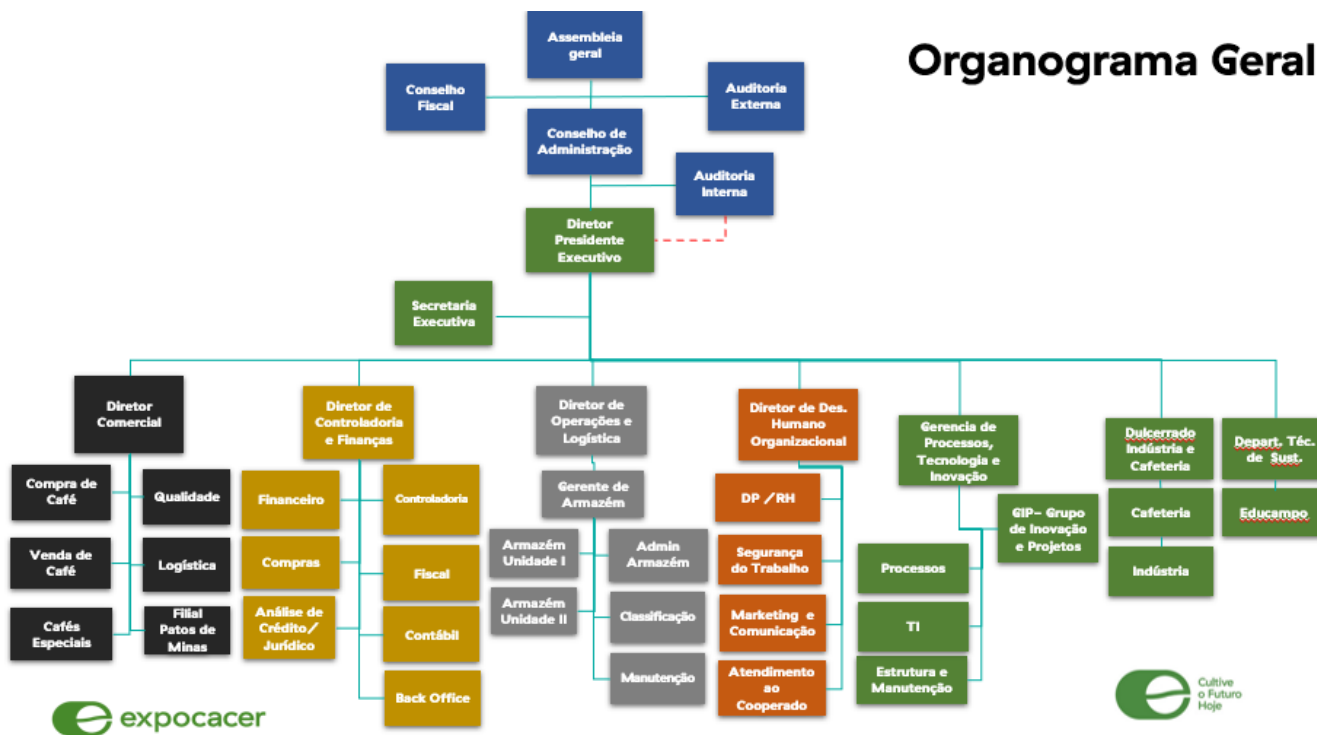 Organograma Geral
Assembleia
geral
Conselho
Fiscal
Auditoria
Externa
Conselho de
Administração
Auditoria
Interna
Diretor
Presidente
Executivo
Secretaria
Executiva
Diretor
Comercial
Compra de
Café
Qualidade
Venda de
Café
Logística
Cafés
Especiais
Filial
Patos de
Minas
Diretor de
Controladoria
e Finanças
Financeiro
Controladoria
Compras
Fiscal
Análise de
Crédito/
Jurídico
Contábil
Back Office
Diretor de
Operações e
Logística
Gerente de
Armazém
Armazém
Unidade I
Admin
Armazém
Armazém
Unidade II
Classificação
Manutenção
Diretor de Des.
Humano
Organizacional
DP /RH
Segurança
do Trabalho
Marketing e
Comunicação
Atendimento
ao
Cooperado
Gerencia de
Processos,
Tecnologia e
Inovação
GIP- Grupo
de Inovação
e Projetos
Processos
TI
Estrutura e
Manutenção
Dulcerrado
Indústria e
Cafeteria
Cafeteria
Indústria
Depart. Téc.
de Sust.
Educampo
expocacer
Cultive
o Futuro
Hoje